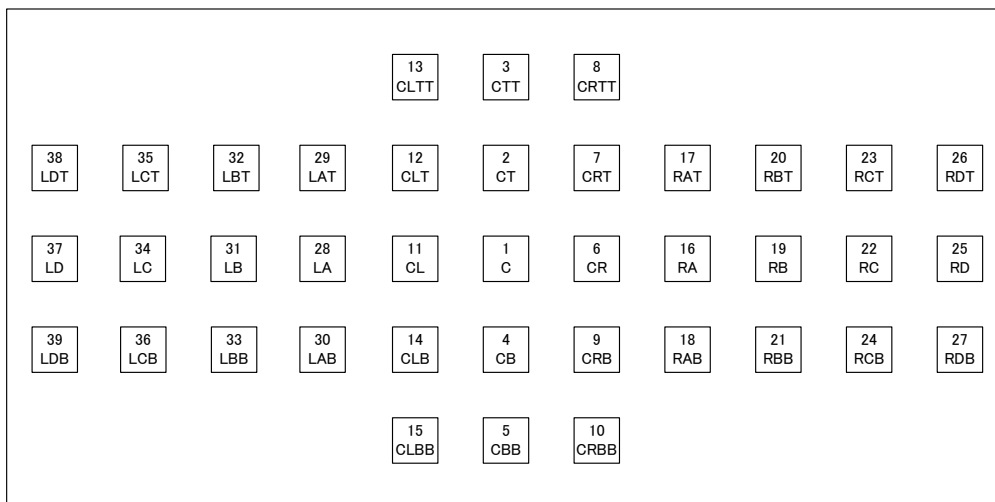 13 3 8
CLTT CTT CRTT
38 35 32 29 12 2 7 17 20 23 26
LDT LCT LBT LAT CLT CT CRT RAT RBT RCT RDT
37 34 31 28 11 1 6 16 19 22 25
LD LC LB LA CL C CR RA RB RC RD
39 36 33 30 14 4 9 18 21 24 27
LDB LCB LBB LAB CLB CB CRB RAB RBB RCB RDB
15 5 10
CLBB CBB CRBB